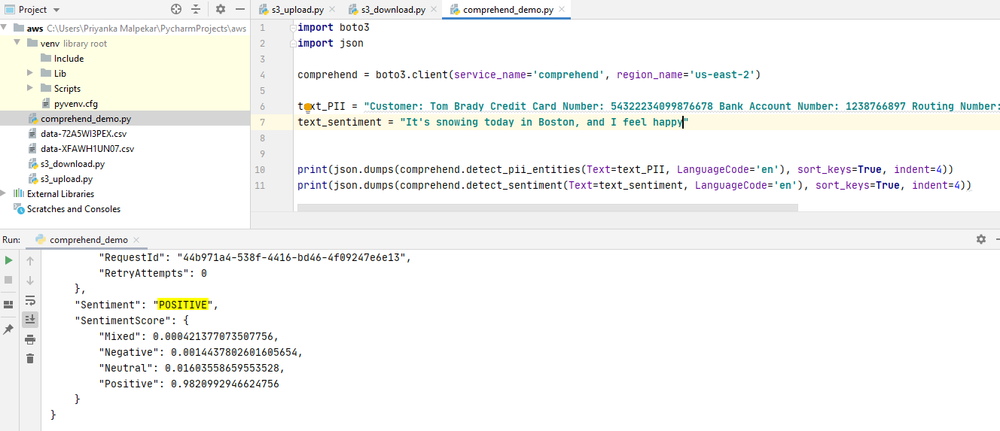 Project
aws C:\Users\Priyanka Malpekar\PycharmProjects\aws
venv library root
Include
Lib
Scripts
pyvenv.cfg
comprehend_demo.py
data-72A5WI3PEX.csv
data-XFAWH1UN07.csv
s3_download.py
s3_upload.py
External Libraries
Scratches and Consoles
s3_upload.py s3_download.py comprehend_demo.py
1 import boto3
2 import json
3
4 comprehend = boto3.client(service_name='comprehend', region_name='us-east-2')
5
6 text_PII = "Customer: Tom Brady Credit Card Number: 54322234099876678 Bank Account Number: 1238766897 Routing Number:
7 text_sentiment = "It's snowing today in Boston, and I feel happy"
8
9
10 print(json.dumps(comprehend.detect_pii_entities(Text=text_PII, LanguageCode='en'), sort_keys=True, indent=4))
11 print(json.dumps(comprehend.detect_sentiment(Text=text_sentiment, LanguageCode='en'), sort_keys=True, indent=4))
Run: comprehend_demo
"RequestId": "44b971a4-538f-4416-bd46-4f09247e6e13",
"RetryAttempts": 0
},
"Sentiment": "POSITIVE",
"SentimentScore": {
"Mixed": 0.000421377073507756,
"Negative": 0.0014437802601605654,
"Neutral": 0.01603558659553528,
"Positive": 0.9820992946624756
}
}